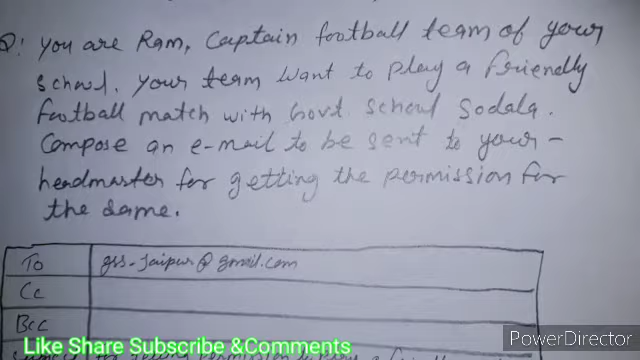 Q: You are Ram, Captain football team of your
school. Your team want to play a friendly
football match with Govt. School Sodala.
Compose an e-mail to be sent to your-
headmaster for getting the permission for
the same.
To gss-jaipur@gmail.com
Cc
Bcc
Like Share Subscribe &Comments
PowerDirector